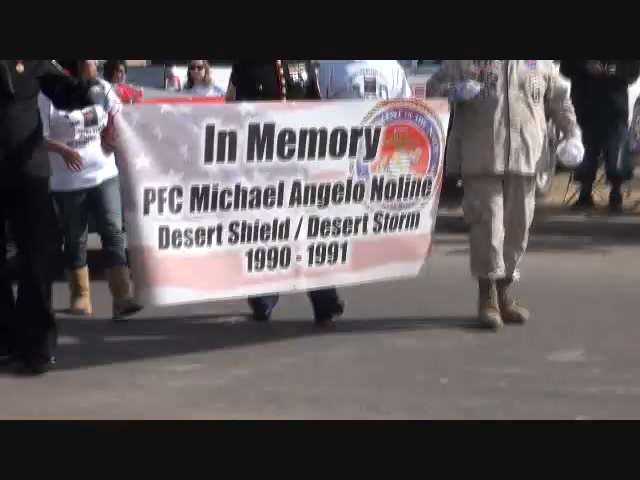 In Memory
PFC Michael Angelo Noline
Desert Shield / Desert Storm
1990 - 1991